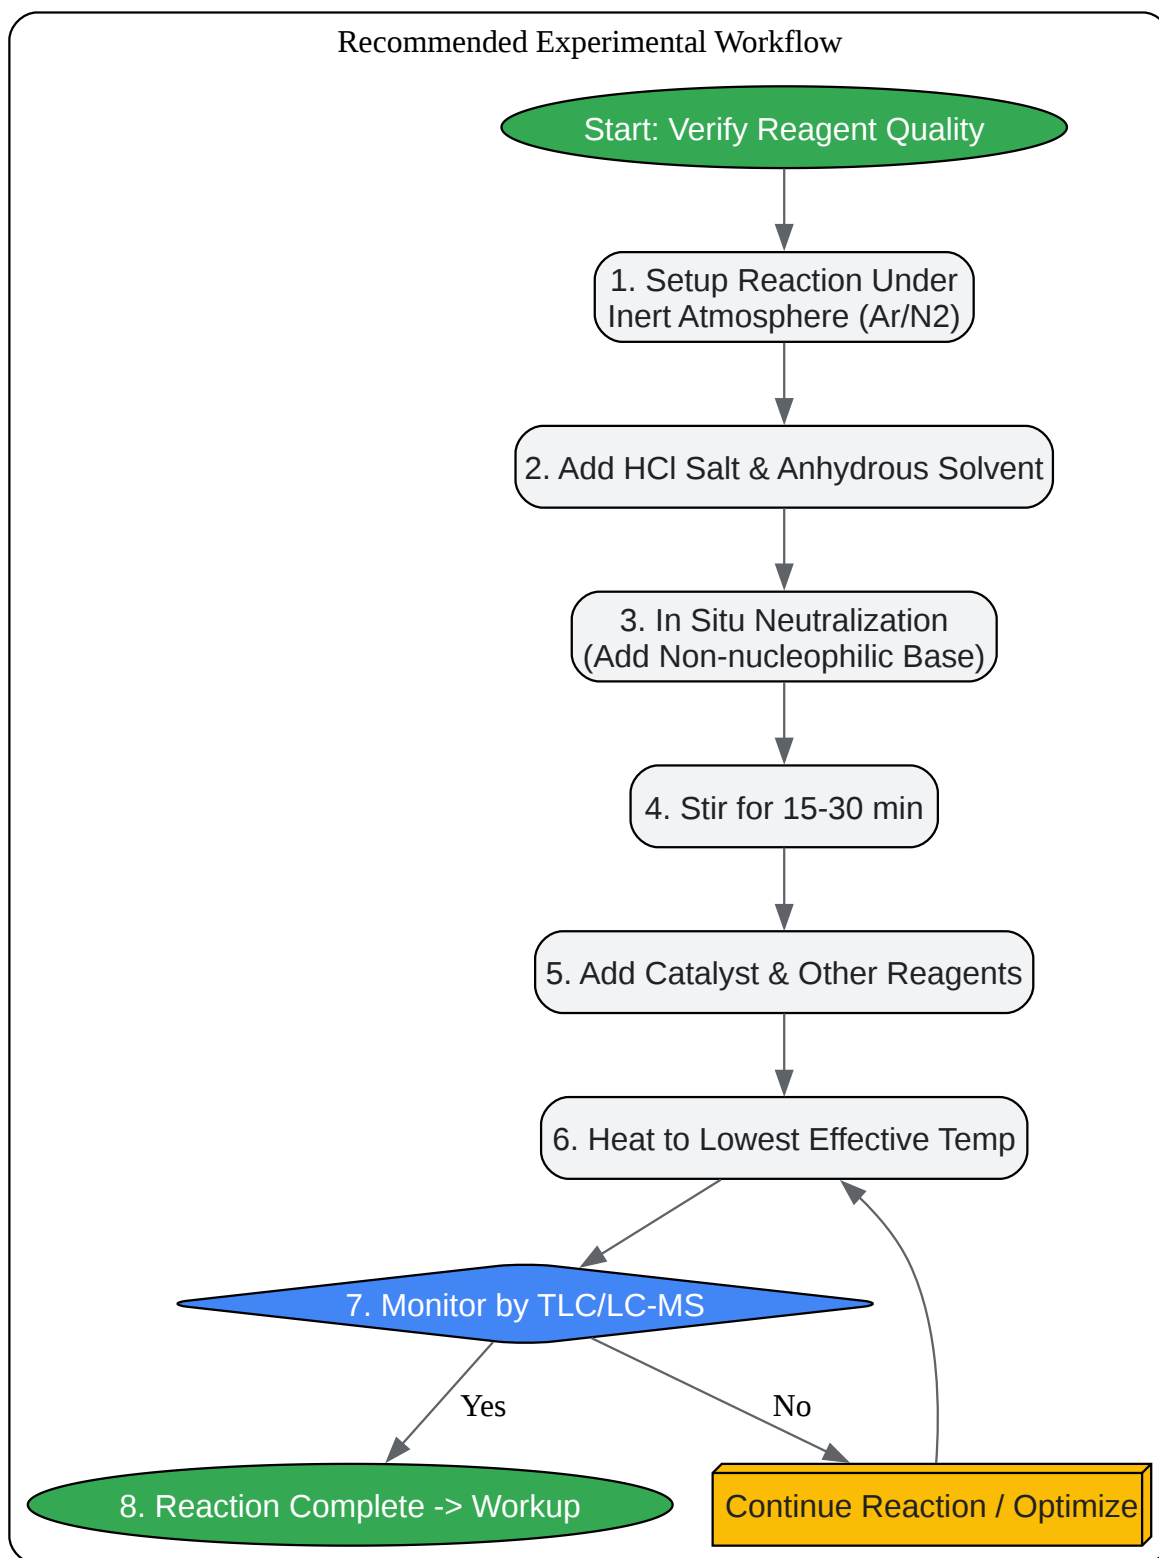 Recommended Experimental Workflow
Start: Verify Reagent Quality
1. Setup Reaction Under
Inert Atmosphere (Ar/N2)
2. Add HCl Salt & Anhydrous Solvent
3. In Situ Neutralization
(Add Non-nucleophilic Base)
4. Stir for 15-30 min
5. Add Catalyst & Other Reagents
6. Heat to Lowest Effective Temp
7. Monitor by TLC/LC-MS
Yes
No
8. Reaction Complete -> Workup
Continue Reaction / Optimize